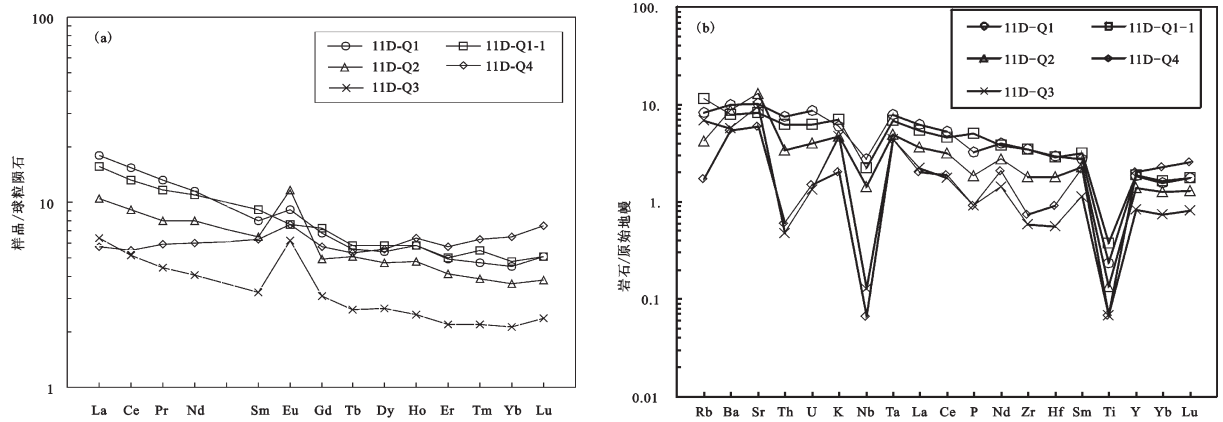 100
(a)
11D-Q1
11D-Q1-1
11D-Q2
11D-Q4
11D-Q3
样品/球粒陨石
10
1
La Ce Pr Nd Sm Eu Gd Tb Dy Ho Er Tm Yb Lu
100.
(b)
11D-Q1
11D-Q1-1
11D-Q2
11D-Q4
11D-Q3
岩石/原始地幔
10.
1.
0.1
0.01
Rb Ba Sr Th U K Nb Ta La Ce P Nd Zr Hf Sm Ti Y Yb Lu